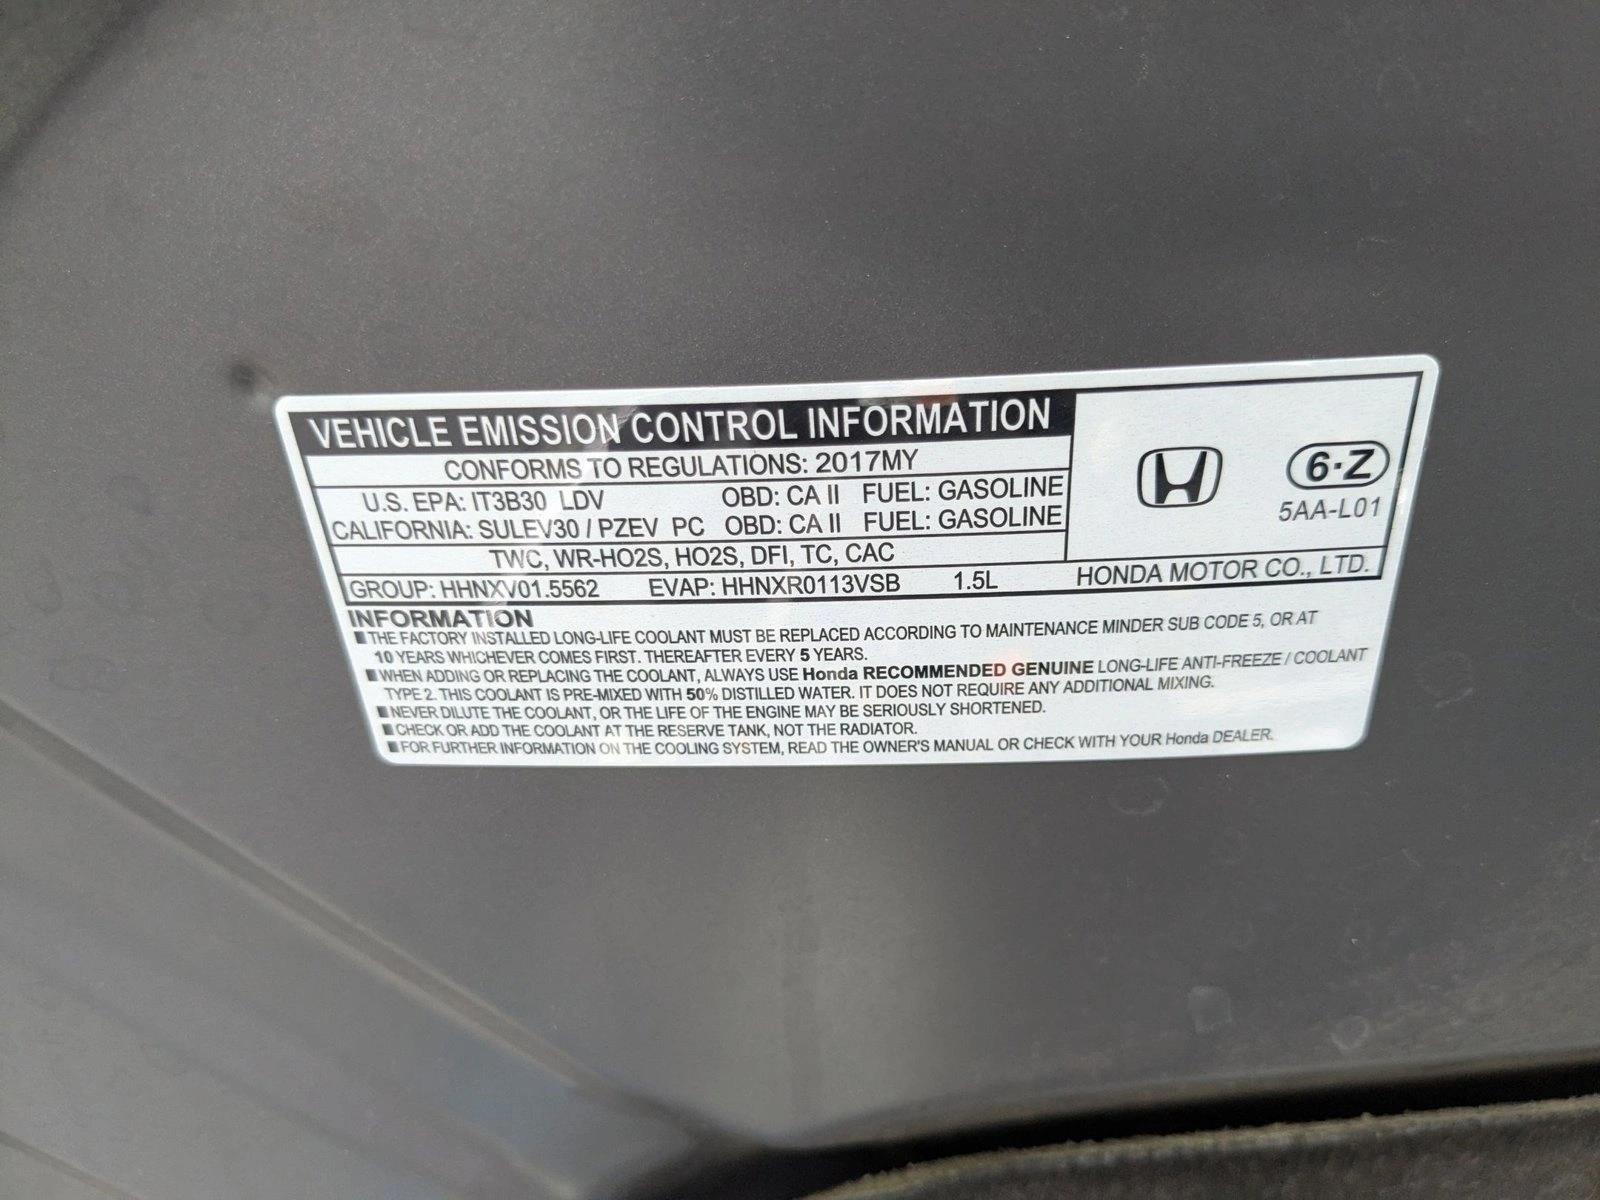 VEHICLE EMISSION CONTROL INFORMATION
CONFORMS TO REGULATIONS: 2017MY
U.S. EPA: IT3B30 LDV OBD: CA II FUEL: GASOLINE
CALIFORNIA: SULEV30 / PZEV PC OBD: CA II FUEL: GASOLINE
TWC, WR-HO2S, HO2S, DFI, TC, CAC
6·Z
5AA-L01
GROUP: HHNXV01.5562 EVAP: HHNXR0113VSB 1.5L HONDA MOTOR CO., LTD.
INFORMATION
■THE FACTORY INSTALLED LONG-LIFE COOLANT MUST BE REPLACED ACCORDING TO MAINTENANCE MINDER SUB CODE 5, OR AT
10 YEARS WHICHEVER COMES FIRST. THEREAFTER EVERY 5 YEARS.
■WHEN ADDING OR REPLACING THE COOLANT, ALWAYS USE Honda RECOMMENDED GENUINE LONG-LIFE ANTI-FREEZE / COOLANT
TYPE 2. THIS COOLANT IS PRE-MIXED WITH 50% DISTILLED WATER. IT DOES NOT REQUIRE ANY ADDITIONAL MIXING.
■NEVER DILUTE THE COOLANT, OR THE LIFE OF THE ENGINE MAY BE SERIOUSLY SHORTENED.
■CHECK OR ADD THE COOLANT AT THE RESERVE TANK, NOT THE RADIATOR.
■FOR FURTHER INFORMATION ON THE COOLING SYSTEM, READ THE OWNER'S MANUAL OR CHECK WITH YOUR Honda DEALER.